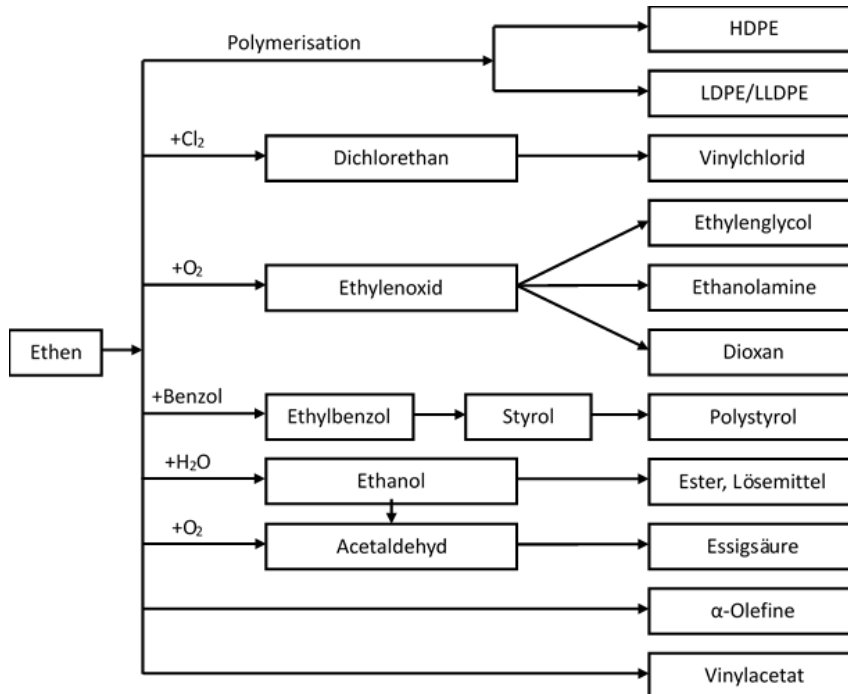 Polymerisation
HDPE
LDPE/LLDPE
+Cl₂
Dichlorethan
Vinylchlorid
+O₂
Ethylenoxid
Ethylenglycol
Ethanolamine
Dioxan
Ethen
+Benzol
Ethylbenzol
Styrol
Polystyrol
+H₂O
Ethanol
Ester, Lösemittel
+O₂
Acetaldehyd
Essigsäure
α-Olefine
Vinylacetat